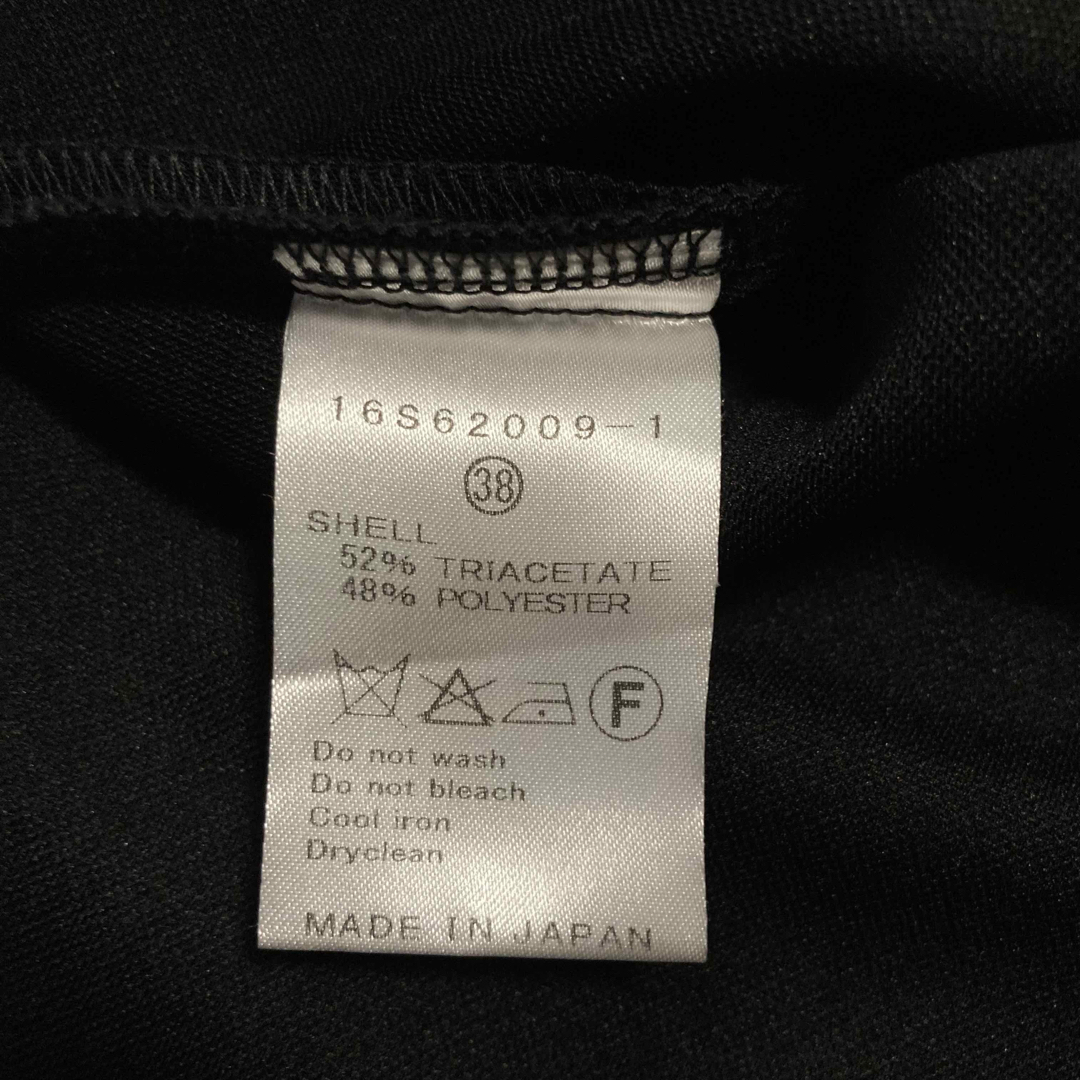 16S62009-1
38
SHELL
52% TRIACETATE
48% POLYESTER
F
Do not wash
Do not bleach
Cool iron
Dryclean
MADE IN JAPAN